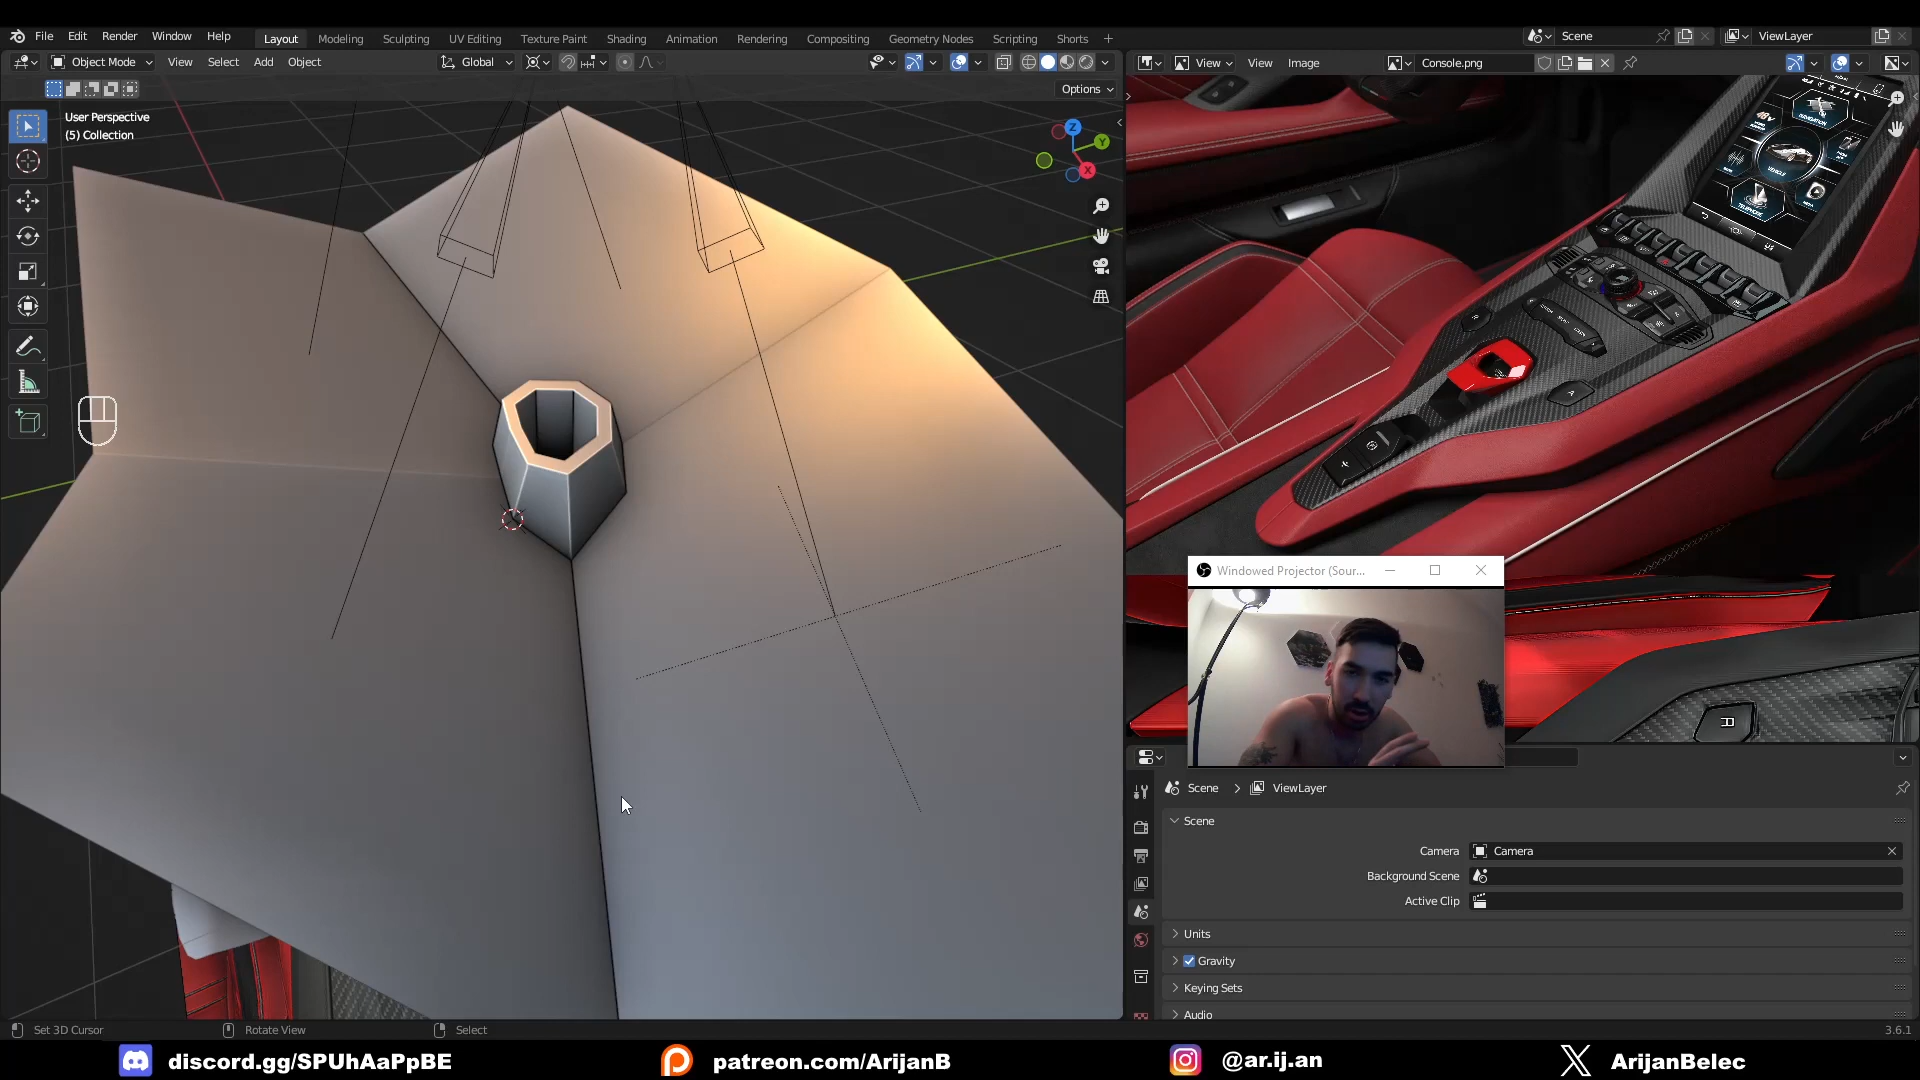 File Edit Render Window Help Layout Modeling Sculpting UV Editing Texture Paint Shading Animation Rendering Compositing Geometry Nodes Scripting Shorts + Scene ViewLayer
Object Mode View Select Add Object Global View View Image Console.png
Options
User Perspective
(5) Collection
Z
Y
X
NAVIGATION
VEHICLE
TELEPHONE
R
A
Windowed Projector (Sour...
R
Scene > ViewLayer
Scene
Camera Camera
Background Scene
Active Clip
Units
Gravity
Keying Sets
Audio
Set 3D Cursor Rotate View Select 3.6.1
discord.gg/SPUhAaPpBE patreon.com/ArijanB @ar.ij.an ArijanBelec